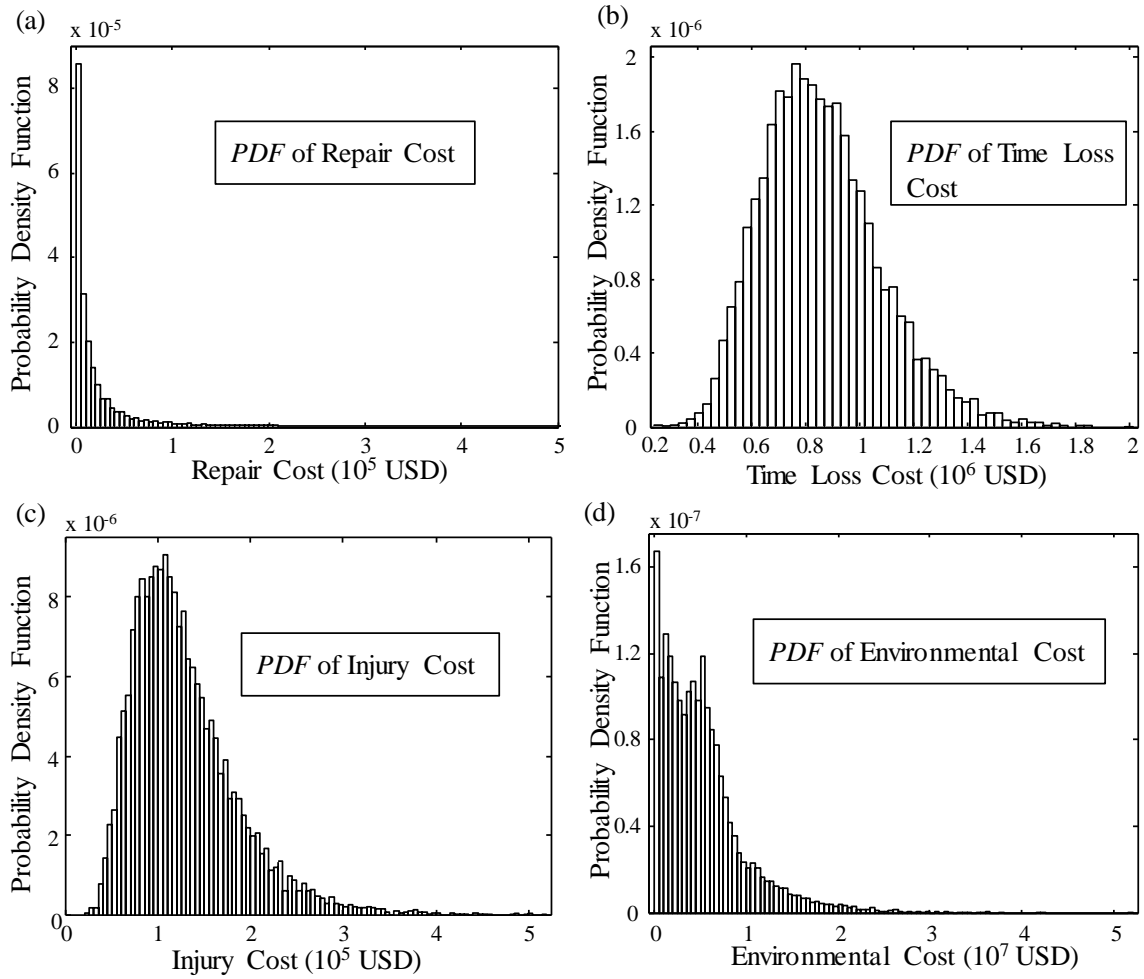 (a)
x 10⁻⁵
Probability Density Function
8
6
4
2
0
PDF of Repair Cost
0 1 2 3 4 5
Repair Cost (10⁵ USD)
(b)
x 10⁻⁶
Probability Density Function
2
1.6
1.2
0.8
0.4
0
PDF of Time Loss
Cost
0.2 0.4 0.6 0.8 1 1.2 1.4 1.6 1.8 2
Time Loss Cost (10⁶ USD)
(c)
x 10⁻⁶
Probability Density Function
8
6
4
2
0
PDF of Injury Cost
0 1 2 3 4 5
Injury Cost (10⁵ USD)
(d)
x 10⁻⁷
Probability Density Function
1.6
1.2
0.8
0.4
0
PDF of Environmental Cost
0 1 2 3 4 5
Environmental Cost (10⁷ USD)